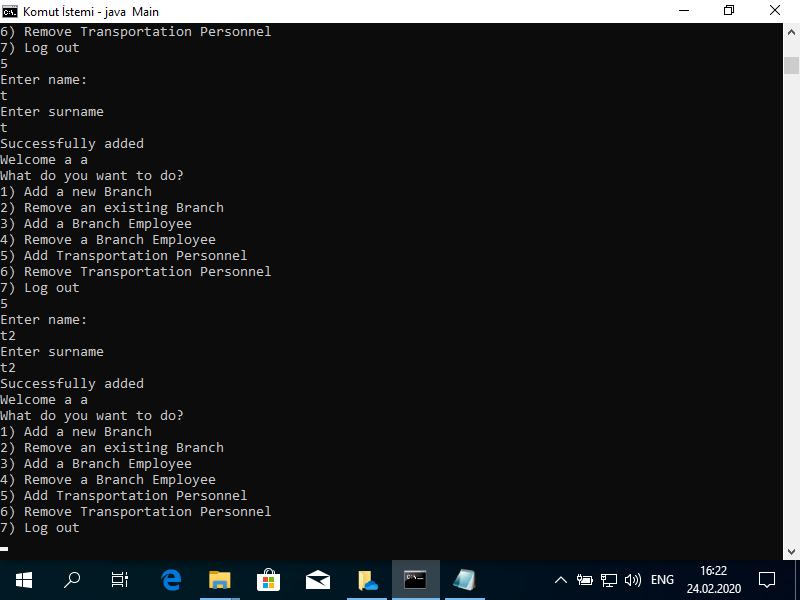 Komut İstemi - java Main
6) Remove Transportation Personnel
7) Log out
5
Enter name:
t
Enter surname
t
Successfully added
Welcome a a
What do you want to do?
1) Add a new Branch
2) Remove an existing Branch
3) Add a Branch Employee
4) Remove a Branch Employee
5) Add Transportation Personnel
6) Remove Transportation Personnel
7) Log out
5
Enter name:
t2
Enter surname
t2
Successfully added
Welcome a a
What do you want to do?
1) Add a new Branch
2) Remove an existing Branch
3) Add a Branch Employee
4) Remove a Branch Employee
5) Add Transportation Personnel
6) Remove Transportation Personnel
7) Log out
ENG
16:22
24.02.2020